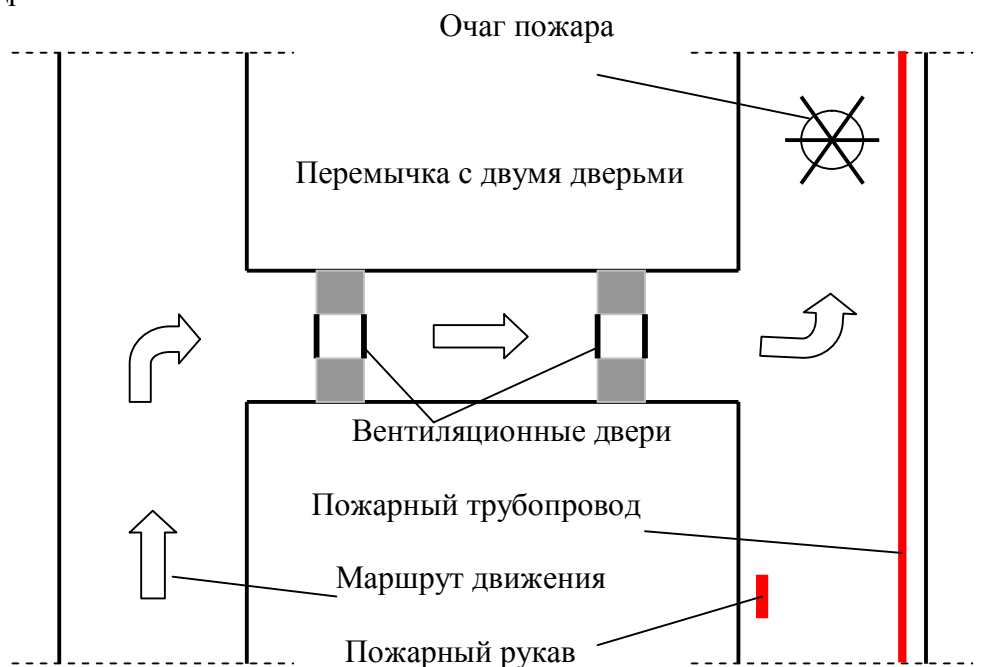 Очаг пожара
Перемычка с двумя дверьми
Вентиляционные двери
Пожарный трубопровод
Маршрут движения
Пожарный рукав